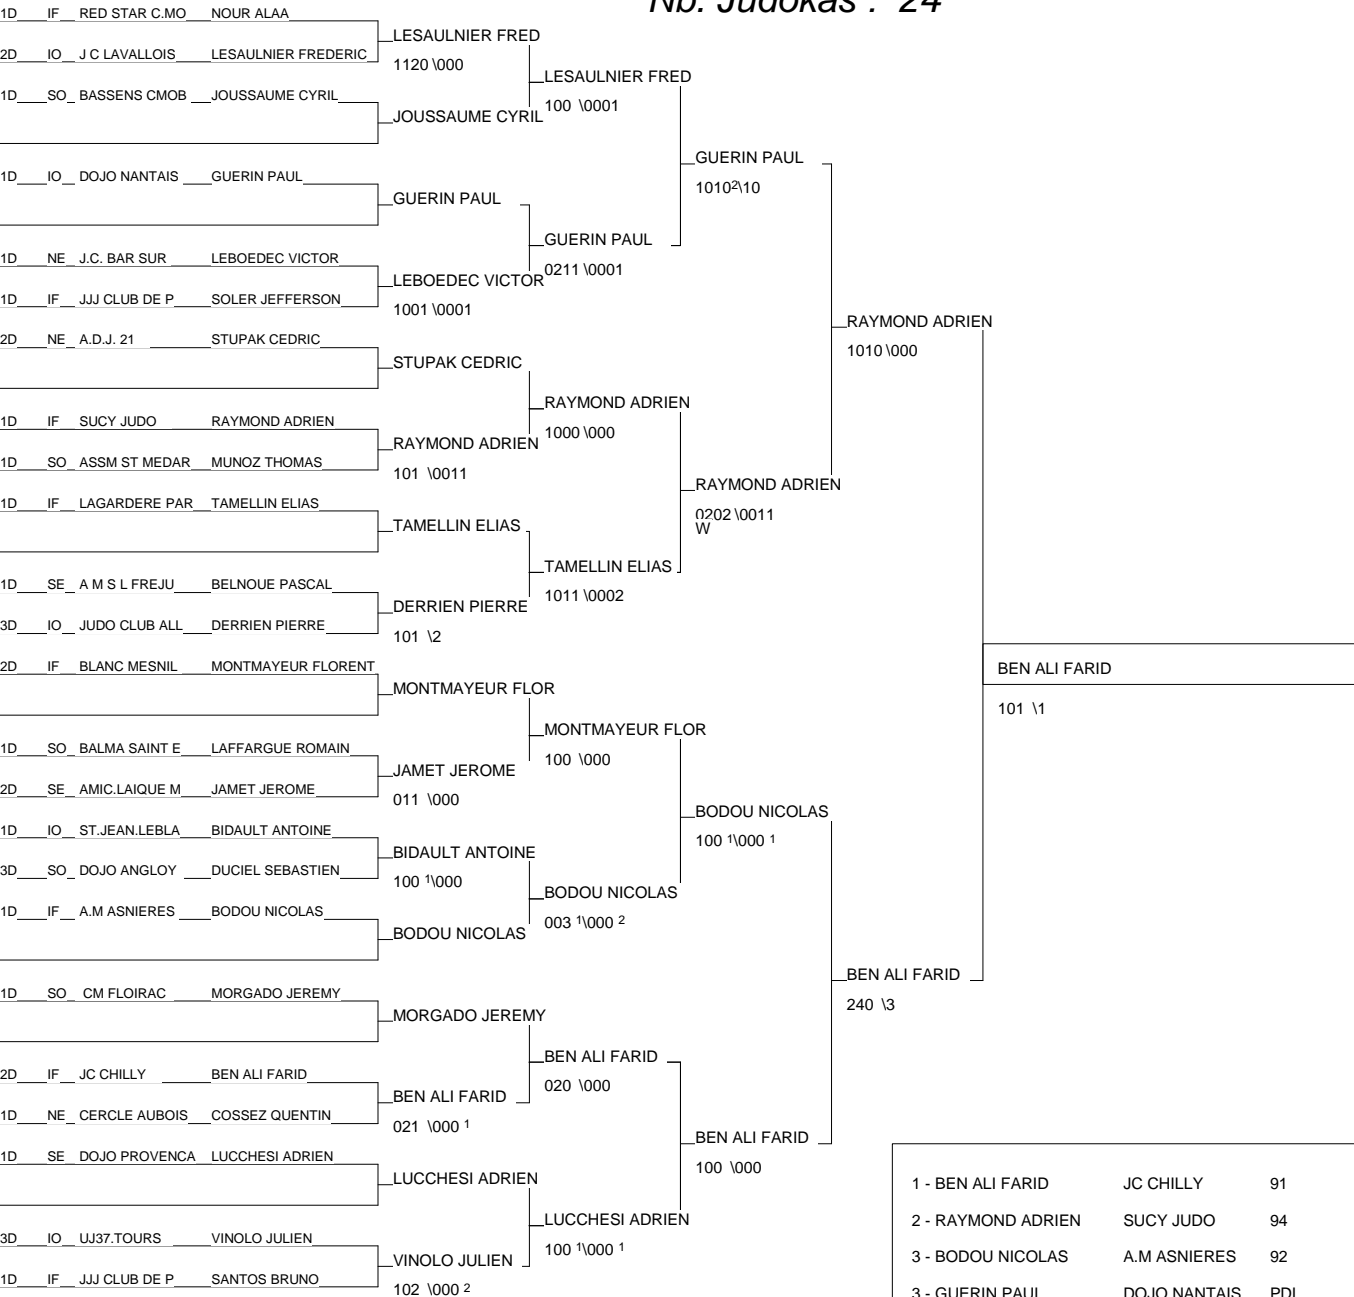 Nb. Judokas : 24
1D IF RED STAR C.MO NOUR ALAA
LESAULNIER FRED
2D IO J C LAVALLOIS LESAULNIER FREDERIC
1120 \000
LESAULNIER FRED
1D SO BASSENS CMOB JOUSSAUME CYRIL
100 \0001
JOUSSAUME CYRIL
GUERIN PAUL
1D IO DOJO NANTAIS GUERIN PAUL
1010²\10
GUERIN PAUL
GUERIN PAUL
1D NE J.C. BAR SUR LEBOEDEC VICTOR
0211 \0001
LEBOEDEC VICTOR
1D IF JJJ CLUB DE P SOLER JEFFERSON
1001 \0001
RAYMOND ADRIEN
2D NE A.D.J. 21 STUPAK CEDRIC
1010 \000
STUPAK CEDRIC
RAYMOND ADRIEN
1D IF SUCY JUDO RAYMOND ADRIEN
1000 \000
RAYMOND ADRIEN
1D SO ASSM ST MEDAR MUNOZ THOMAS
101 \0011
RAYMOND ADRIEN
1D IF LAGARDERE PAR TAMELLIN ELIAS
0202 \0011
W
TAMELLIN ELIAS
TAMELLIN ELIAS
1D SE A M S L FREJU BELNOUE PASCAL
1011 \0002
DERRIEN PIERRE
3D IO JUDO CLUB ALL DERRIEN PIERRE
101 \2
2D IF BLANC MESNIL MONTMAYEUR FLORENT
BEN ALI FARID
MONTMAYEUR FLOR
101 \1
MONTMAYEUR FLOR
1D SO BALMA SAINT E LAFFARGUE ROMAIN
100 \000
JAMET JEROME
2D SE AMIC.LAIQUE M JAMET JEROME
011 \000
BODOU NICOLAS
1D IO ST.JEAN.LEBLA BIDAULT ANTOINE
100 ¹\000 ¹
BIDAULT ANTOINE
3D SO DOJO ANGLOY DUCIEL SEBASTIEN
100 ¹\000
BODOU NICOLAS
1D IF A.M ASNIERES BODOU NICOLAS
003 ¹\000 ²
BODOU NICOLAS
BEN ALI FARID
1D SO CM FLOIRAC MORGADO JEREMY
240 \3
MORGADO JEREMY
BEN ALI FARID
2D IF JC CHILLY BEN ALI FARID
020 \000
BEN ALI FARID
1D NE CERCLE AUBOIS COSSEZ QUENTIN
021 \000 ¹
BEN ALI FARID
1D SE DOJO PROVENCA LUCCHESI ADRIEN
100 \000
LUCCHESI ADRIEN
1 - BEN ALI FARID JC CHILLY 91
LUCCHESI ADRIEN
2 - RAYMOND ADRIEN SUCY JUDO 94
3D IO UJ37.TOURS VINOLO JULIEN
100 ¹\000 ¹
3 - BODOU NICOLAS A.M ASNIERES 92
VINOLO JULIEN
1D IF JJJ CLUB DE P SANTOS BRUNO
102 \000 ²
3 - GUERIN PAUL DOJO NANTAIS PDL